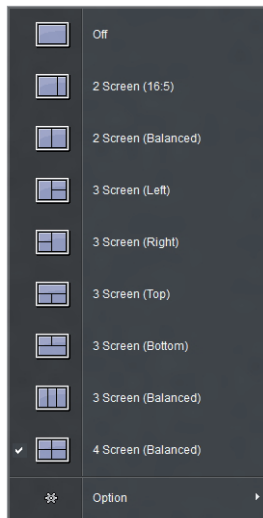 Off
2 Screen (16:5)
2 Screen (Balanced)
3 Screen (Left)
3 Screen (Right)
3 Screen (Top)
3 Screen (Bottom)
3 Screen (Balanced)
4 Screen (Balanced)
Option